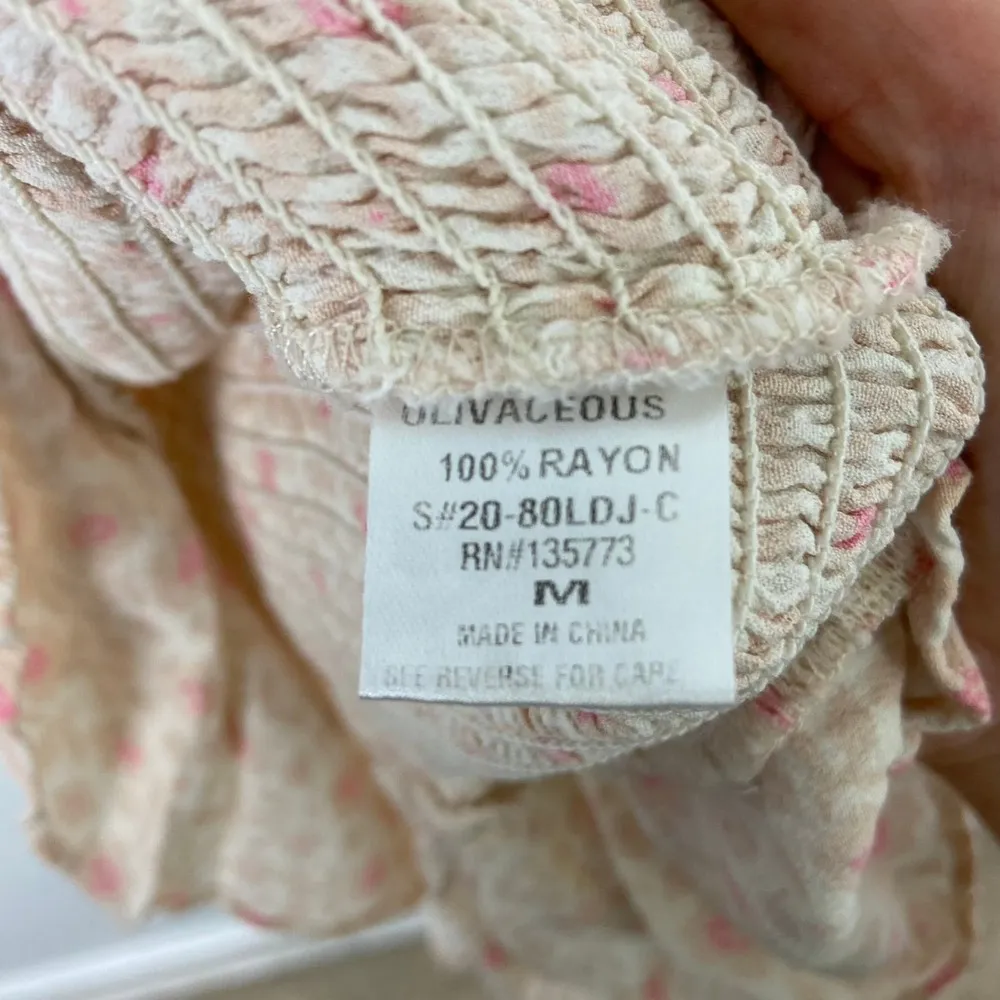 OLIVACEOUS
100% RAYON
S#20-80LDJ-C
RN#135773
M
MADE IN CHINA
SEE REVERSE FOR CARE